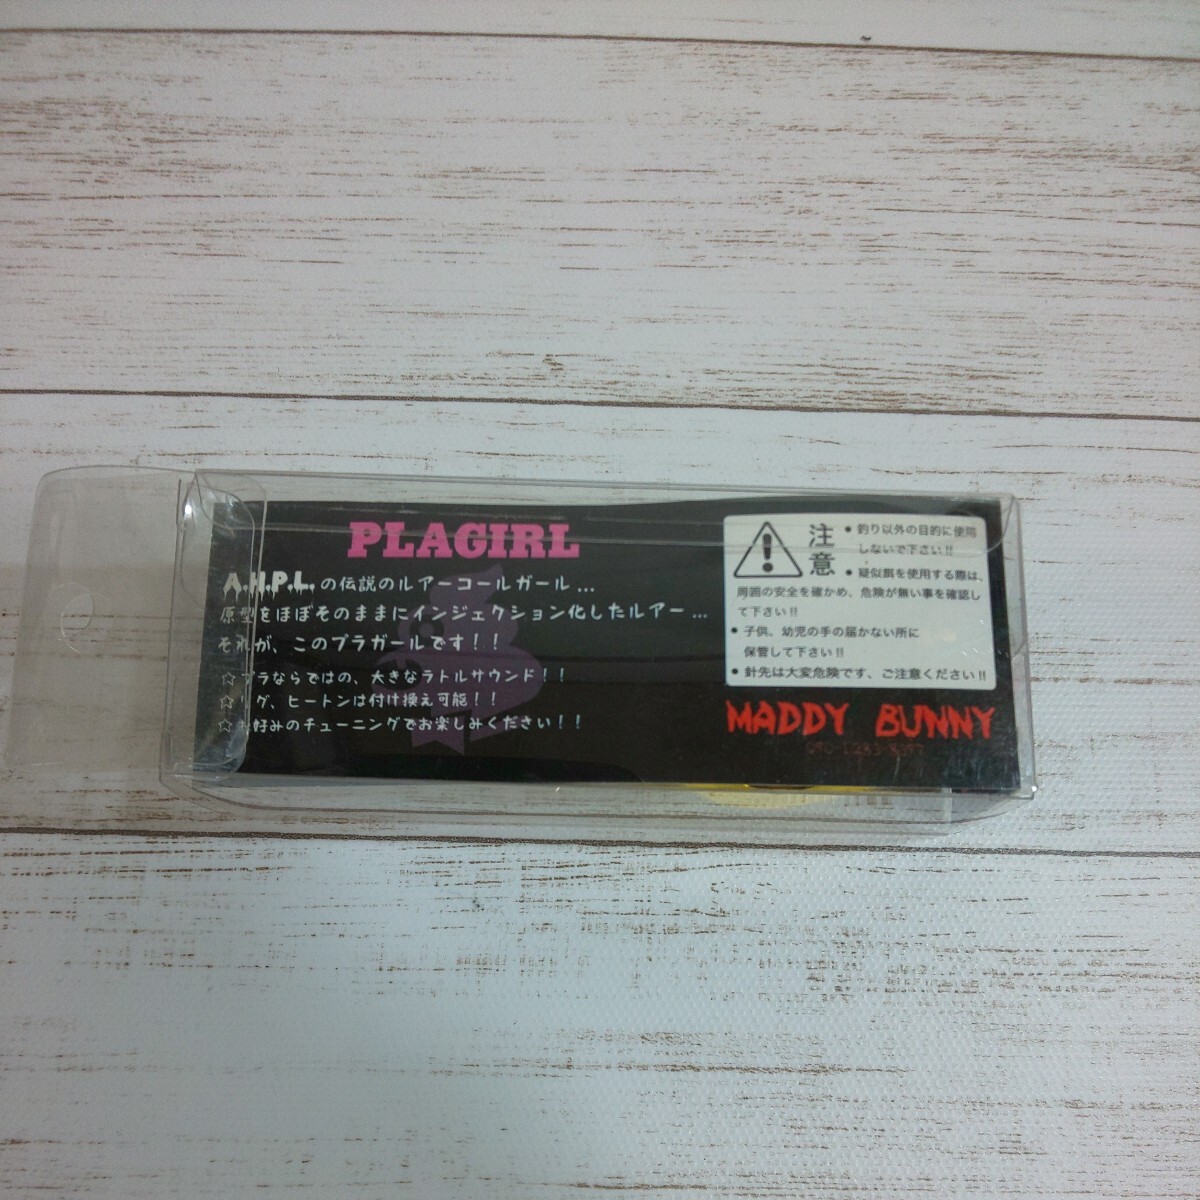 PLAGIRL
A.H.P.L.の伝説のルアーコールガール...
原型をほぼそのままにインジェクション化したルアー...
それが、このプラガールです！！
☆プラならではの、大きなラトルサウンド！！
☆リグ、ヒートンは付け換え可能！！
☆お好みのチューニングでお楽しみください！！
注意
●釣り以外の目的に使用
しないで下さい!!
●疑似餌を使用する際は、
周囲の安全を確かめ、危険が無い事を確認し
て下さい!!
●子供、幼児の手の届かない所に
保管して下さい!!
●針先は大変危険です、ご注意ください!!
MADDY BUNNY